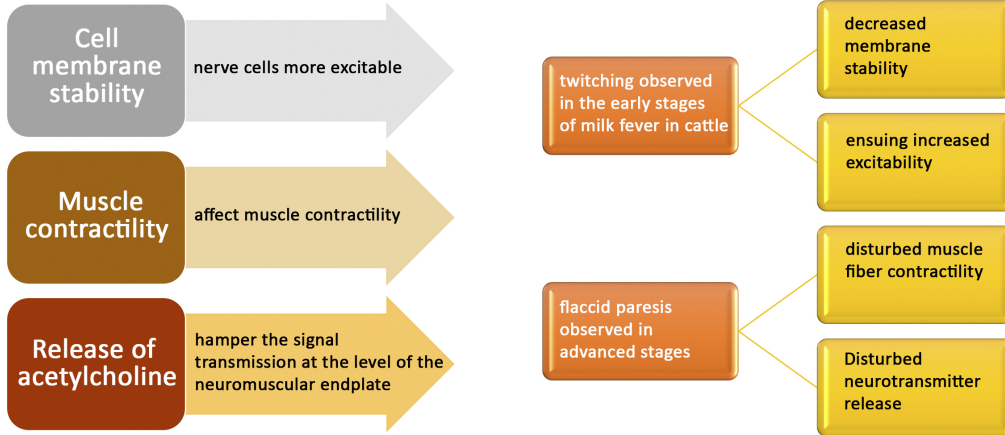 Cell
membrane
stability
nerve cells more excitable
Muscle
contractility
affect muscle contractility
Release of
acetylcholine
hamper the signal
transmission at the level of the
neuromuscular endplate
twitching observed
in the early stages
of milk fever in cattle
decreased
membrane
stability
ensuing increased
excitability
flaccid paresis
observed in
advanced stages
disturbed muscle
fiber contractility
Disturbed
neurotransmitter
release